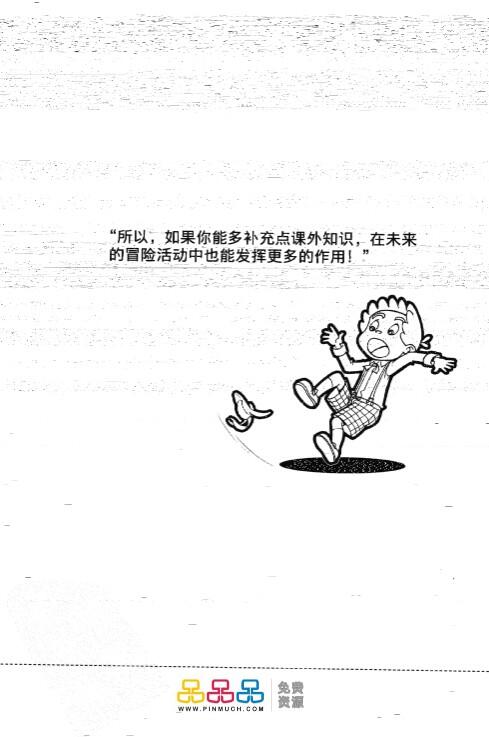 “所以，如果你能多补充点课外知识，在未来
的冒险活动中也能发挥更多的作用！”
品品品
免费
资源
WWW.PINMUCH.COM